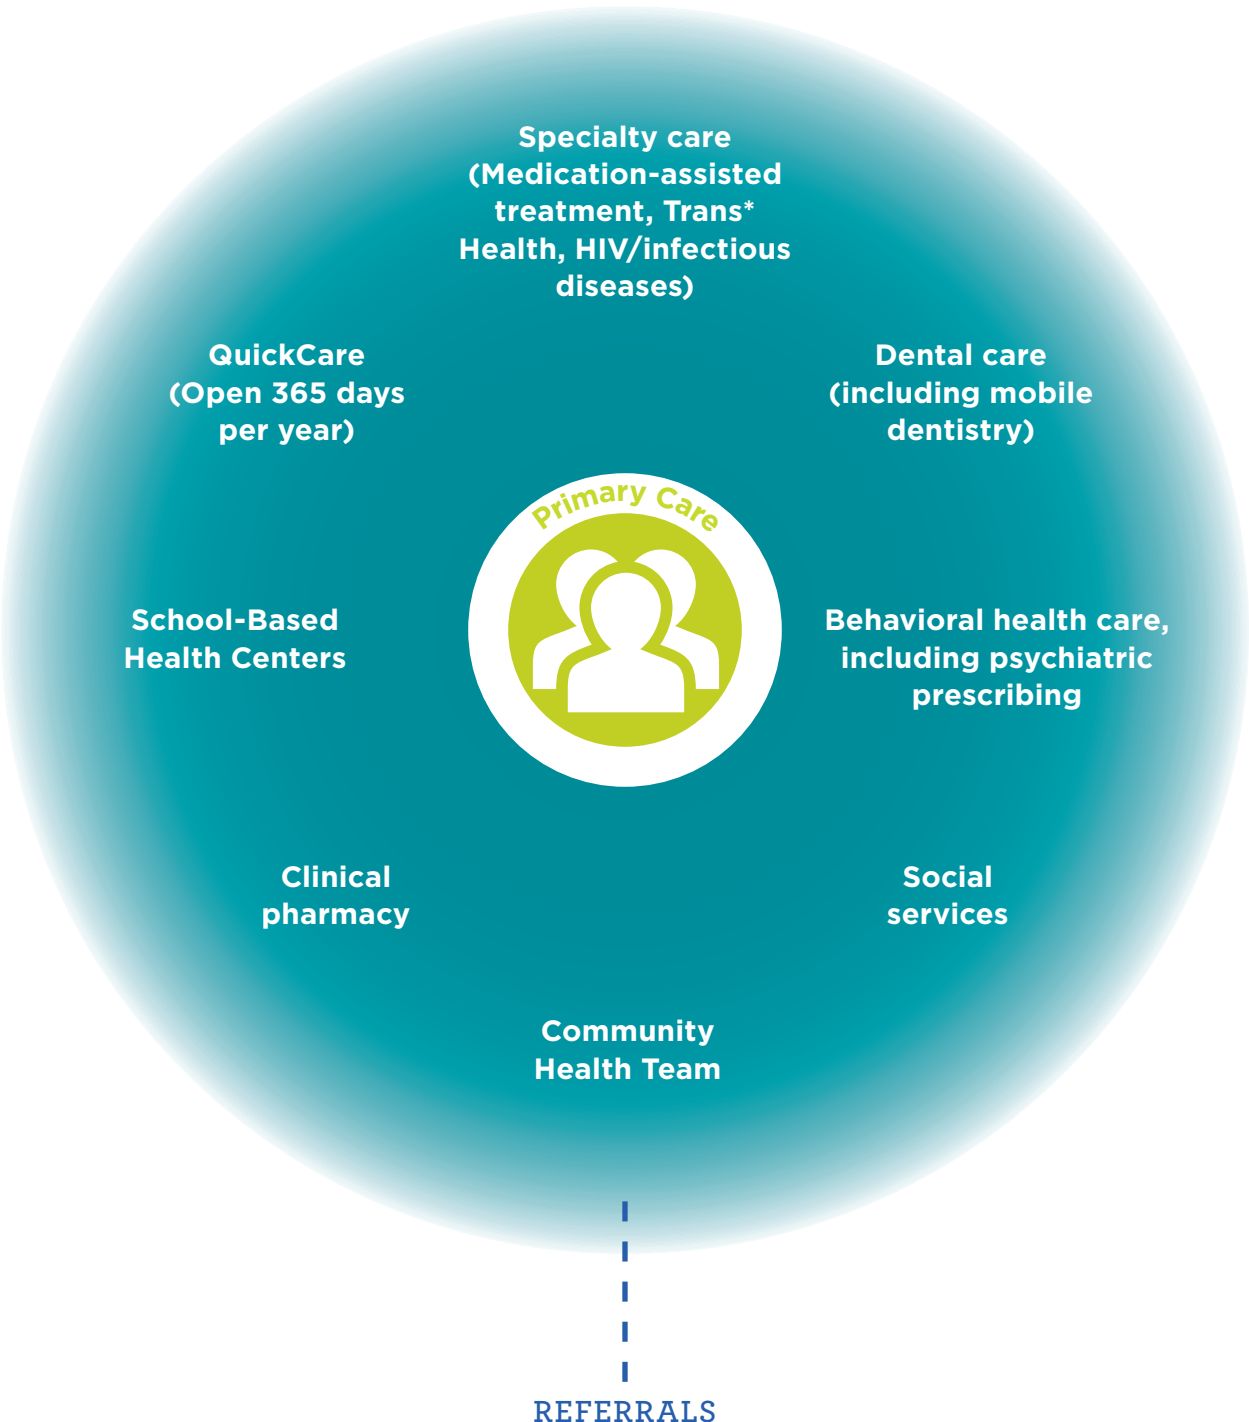 Specialty care
(Medication-assisted
treatment, Trans*
Health, HIV/infectious
diseases)
QuickCare
(Open 365 days
per year)
Dental care
(including mobile
dentistry)
Primary Care
School-Based
Health Centers
Behavioral health care,
including psychiatric
prescribing
Clinical
pharmacy
Social
services
Community
Health Team
REFERRALS